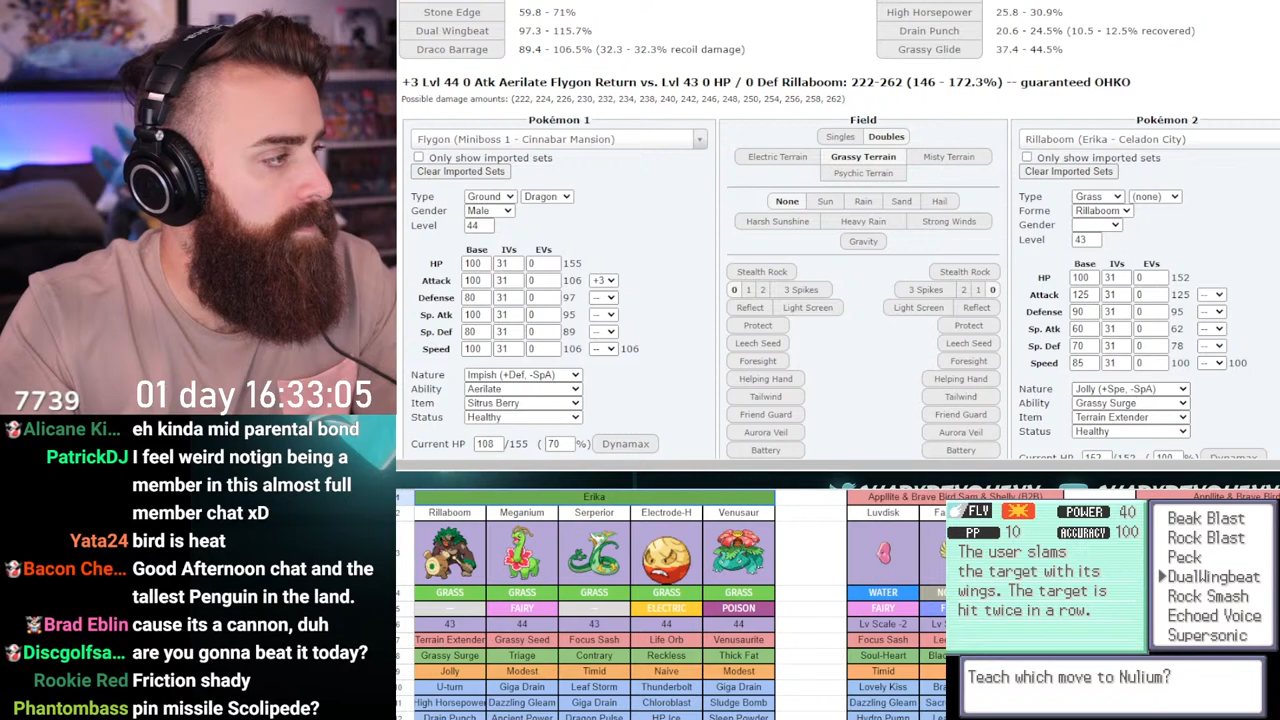 Stone Edge 59.8 - 71%
Dual Wingbeat 97.3 - 115.7%
Draco Barrage 89.4 - 106.5% (32.3 - 32.3% recoil damage)
High Horsepower 25.8 - 30.9%
Drain Punch 20.6 - 24.5% (10.5 - 12.5% recovered)
Grassy Glide 37.4 - 44.5%
+3 Lvl 44 0 Atk Aerilate Flygon Return vs. Lvl 43 0 HP / 0 Def Rillaboom: 222-262 (146 - 172.3%) -- guaranteed OHKO
Possible damage amounts: (222, 224, 226, 230, 232, 234, 238, 240, 242, 246, 248, 250, 254, 256, 258, 262)
Pokémon 1
Flygon (Miniboss 1 - Cinnabar Mansion)
Only show imported sets
Clear Imported Sets
Type Ground Dragon
Gender Male
Level 44
Base IVs EVs
HP 100 31 0 155
Attack 100 31 0 106 +3
Defense 80 31 0 97 --
Sp. Atk 80 31 0 95 --
Sp. Def 80 31 0 89 --
Speed 100 31 0 106 -- 106
Nature Impish (+Def, -SpA)
Ability Aerilate
Item Sitrus Berry
Status Healthy
Current HP 108 /155 ( 70 %) Dynamax
Field
Singles Doubles
Electric Terrain Grassy Terrain Misty Terrain
Psychic Terrain
None Sun Rain Sand Hail
Harsh Sunshine Heavy Rain Strong Winds
Gravity
Stealth Rock Stealth Rock
0 1 2 3 Spikes 3 Spikes 2 1 0
Reflect Light Screen Light Screen Reflect
Protect Protect
Leech Seed Leech Seed
Foresight Foresight
Helping Hand Helping Hand
Tailwind Tailwind
Friend Guard Friend Guard
Aurora Veil Aurora Veil
Battery Battery
Pokémon 2
Rillaboom (Erika - Celadon City)
Only show imported sets
Clear Imported Sets
Type Grass (none)
Forme Rillaboom
Gender
Level 43
Base IVs EVs
HP 100 31 0 152
Attack 125 31 0 125 --
Defense 90 31 0 95 --
Sp. Atk 60 31 0 62 --
Sp. Def 70 31 0 78 --
Speed 85 31 0 100 -- 100
Nature Jolly (+Spe, -SpA)
Ability Grassy Surge
Item Terrain Extender
Status Healthy
7739 01 day 16:33:05
Alicane Ki... eh kinda mid parental bond
PatrickDJ I feel weird notign being a
member in this almost full
member chat xD
Yata24 bird is heat
Bacon Che... Good Afternoon chat and the
tallest Penguin in the land.
Brad Eblin cause its a cannon, duh
Discgolfsa... are you gonna beat it today?
Rookie Red Friction shady
Phantombass pin missile Scolipede?
Erika
Rillaboom Meganium Serperior Electrode-H Venusaur
GRASS GRASS GRASS GRASS GRASS
— FAIRY — ELECTRIC POISON
43 44 43 44 44
Terrain Extender Grassy Seed Focus Sash Life Orb Venusaurite
Grassy Surge Triage Contrary Reckless Thick Fat
Jolly Modest Timid Naive Modest
U-turn Giga Drain Leaf Storm Thunderbolt Giga Drain
High Horsepower Dazzling Gleam Giga Drain Chloroblast Sludge Bomb
Drain Punch Ancient Power Dragon Pulse HP Ice Sleep Powder
Appllite & Brave Bird Sam & Shelly (B2B)
Luvdisk
WATER
FAIRY
Lv Scale -2
Focus Sash
Soul-Heart
Timid
Lovely Kiss
Dazzling Gleam
Hydro Pump
FLY POWER 40
PP 10 ACCURACY 100
The user slams
the target with its
wings. The target is
hit twice in a row.
Beak Blast
Rock Blast
Peck
DualWingbeat
Rock Smash
Echoed Voice
Supersonic
Teach which move to Nulium?